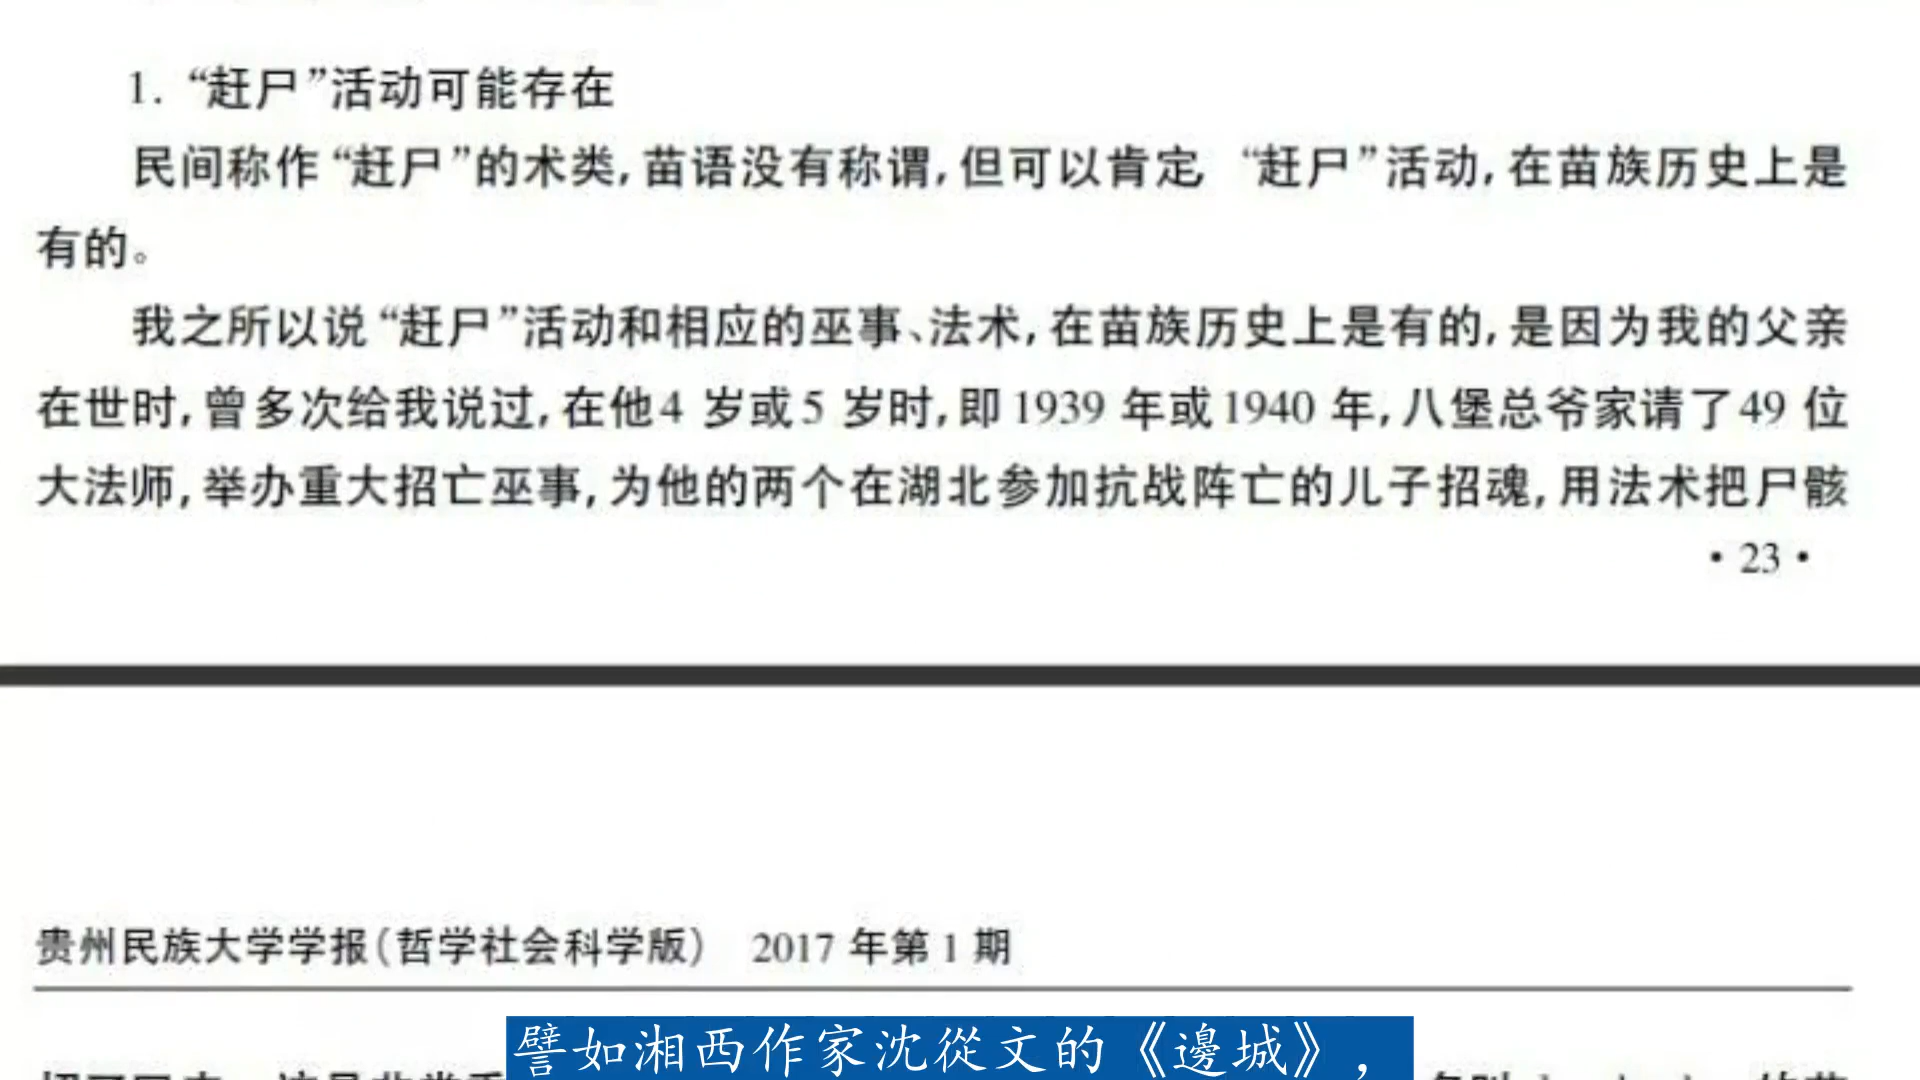 1. “赶尸”活动可能存在
民间称作“赶尸”的术类,苗语没有称谓,但可以肯定 “赶尸”活动,在苗族历史上是
有的。
我之所以说“赶尸”活动和相应的巫事、法术,在苗族历史上是有的,是因为我的父亲
在世时,曾多次给我说过,在他4 岁或5 岁时,即1939 年或1940 年,八堡总爷家请了49 位
大法师,举办重大招亡巫事,为他的两个在湖北参加抗战阵亡的儿子招魂,用法术把尸骸
• 23 •
贵州民族大学学报(哲学社会科学版) 2017 年第 1 期
譬如湘西作家沈從文的《邊城》，